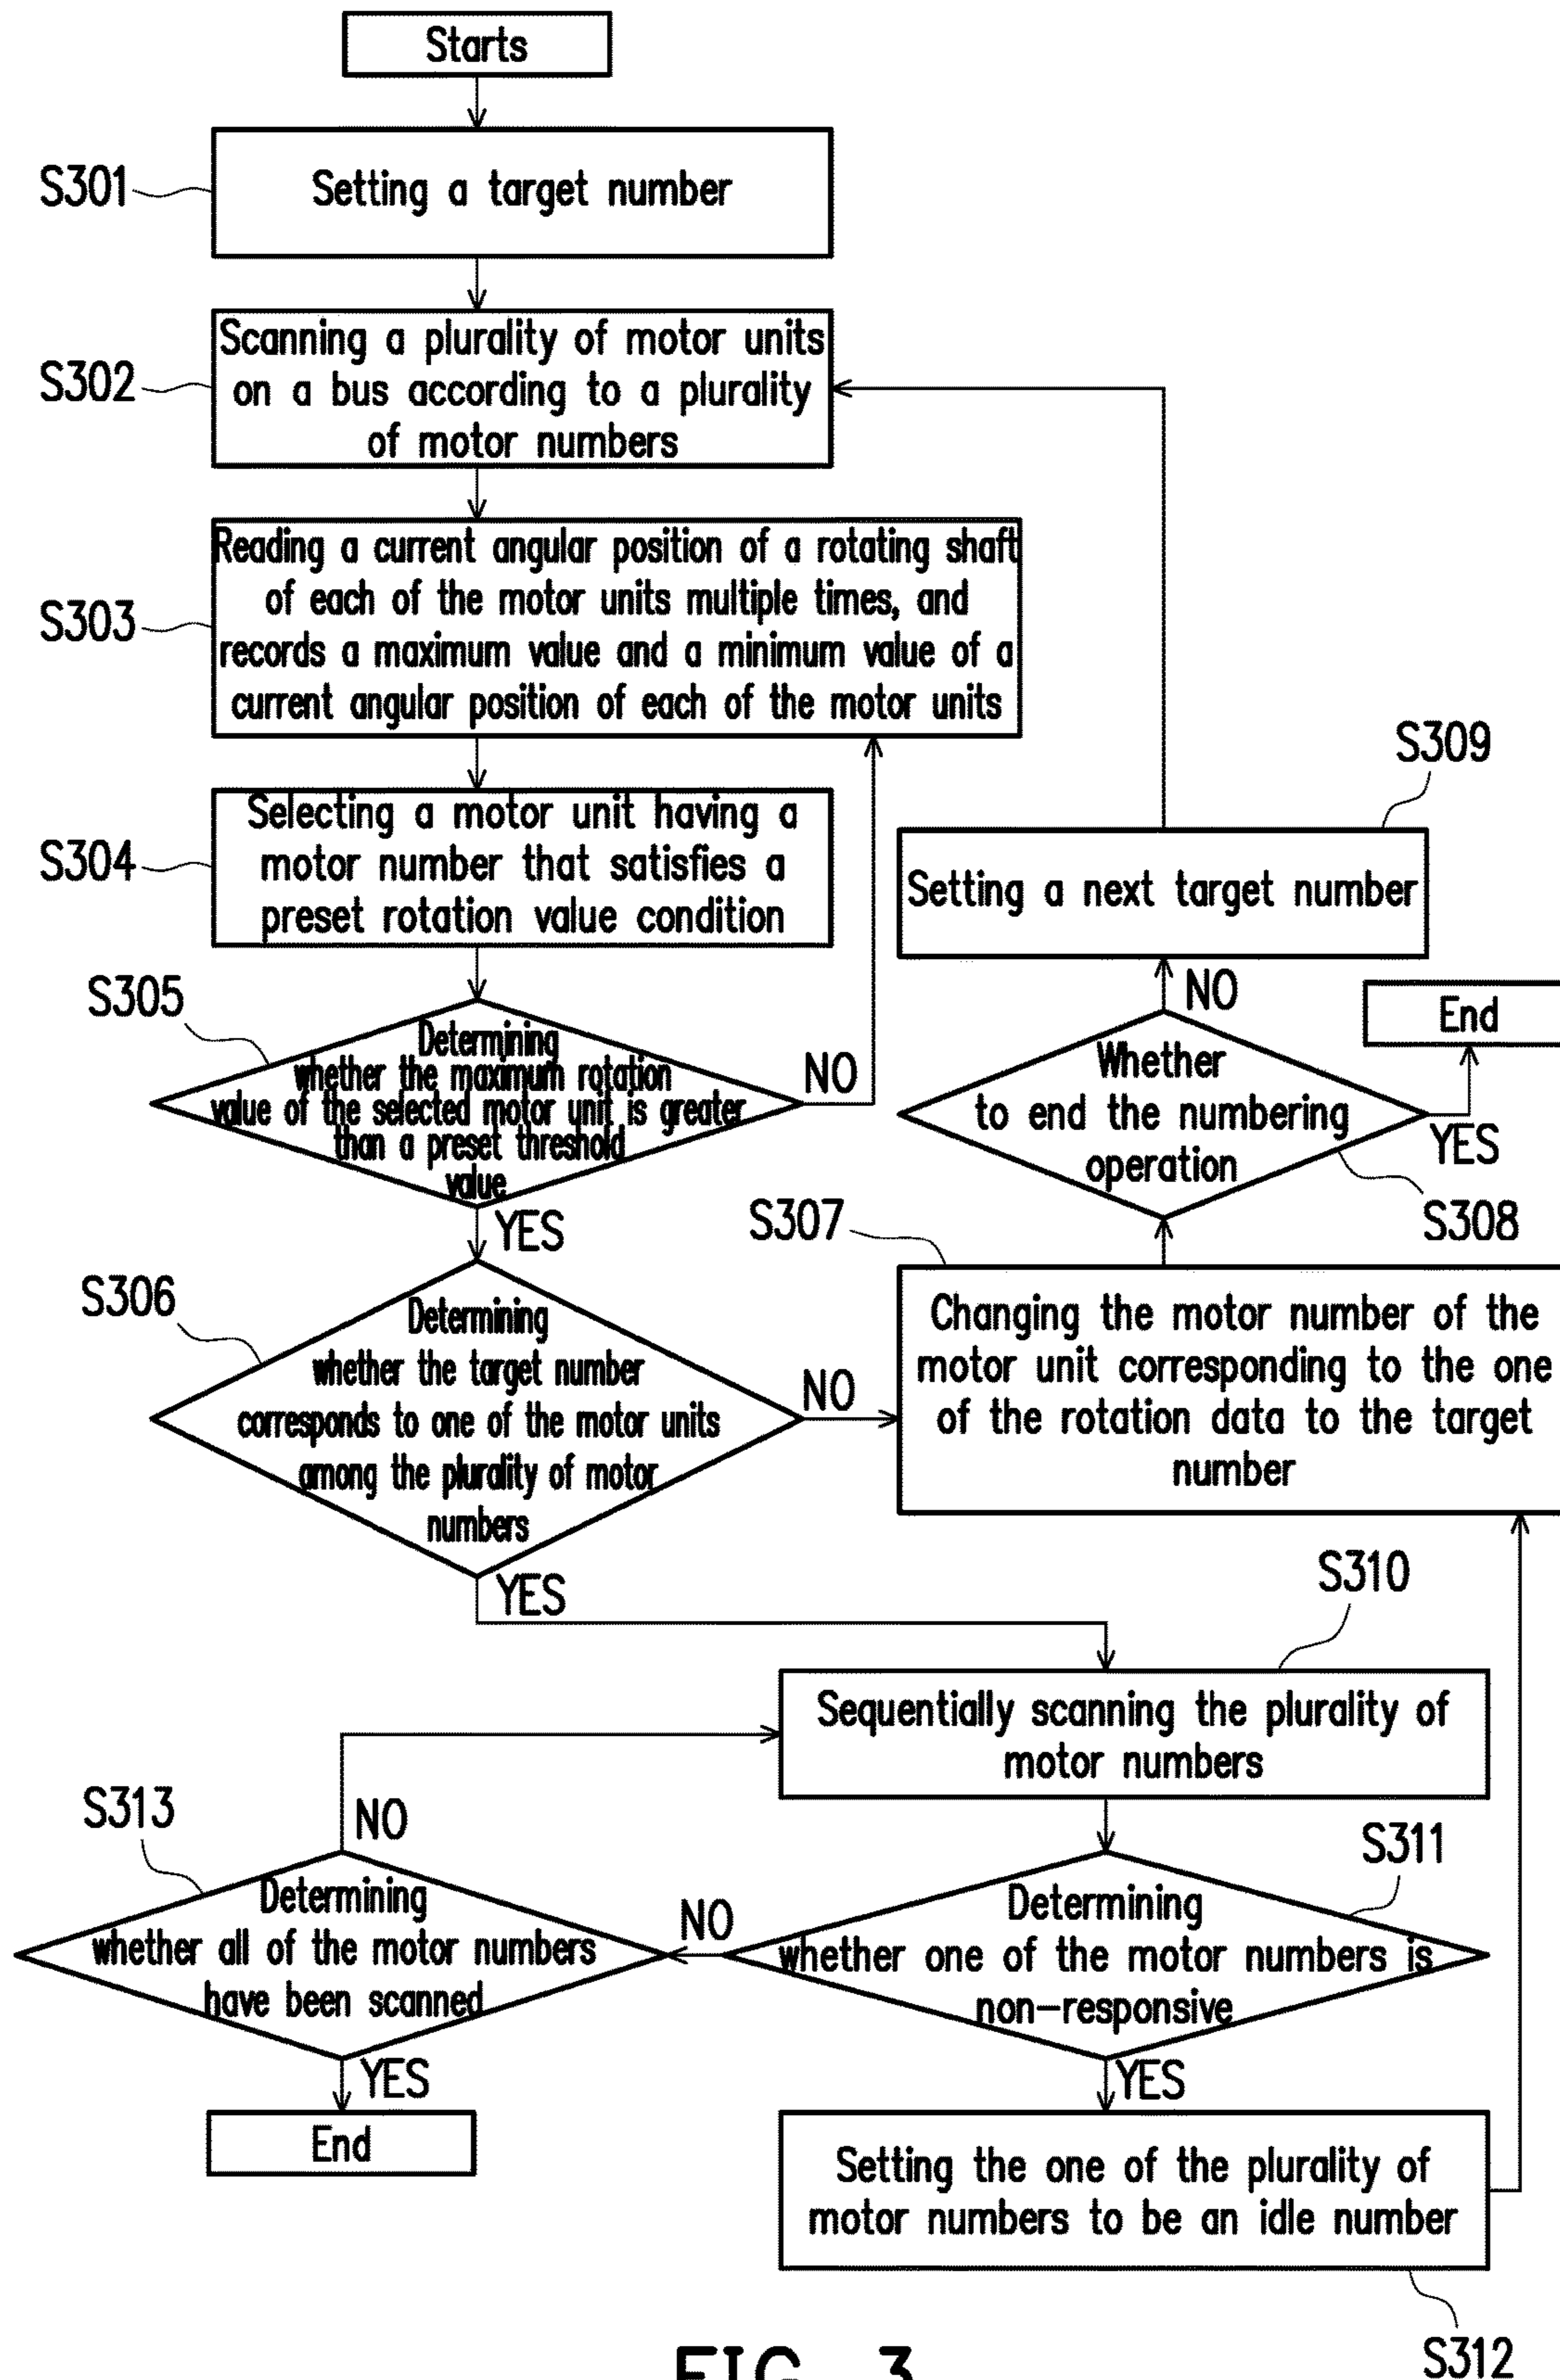 Starts
S301
Setting a target number
S302
Scanning a plurality of motor units
on a bus according to a plurality
of motor numbers
S303
Reading a current angular position of a rotating shaft
of each of the motor units multiple times, and
records a maximum value and a minimum value of a
current angular position of each of the motor units
S304
Selecting a motor unit having a
motor number that satisfies a
preset rotation value condition
S305
Determining
whether the maximum rotation
value of the selected motor unit is greater
than a preset threshold
value
NO
YES
S306
Determining
whether the target number
corresponds to one of the motor units
among the plurality of motor
numbers
NO
YES
S307
Changing the motor number of the
motor unit corresponding to the one
of the rotation data to the target
number
S308
Whether
to end the numbering
operation
NO
YES
End
S309
Setting a next target number
S310
Sequentially scanning the plurality of
motor numbers
S311
Determining
whether one of the motor numbers is
non-responsive
NO
YES
S312
Setting the one of the plurality of
motor numbers to be an idle number
S313
Determining
whether all of the motor numbers
have been scanned
NO
YES
End
FIG. 3